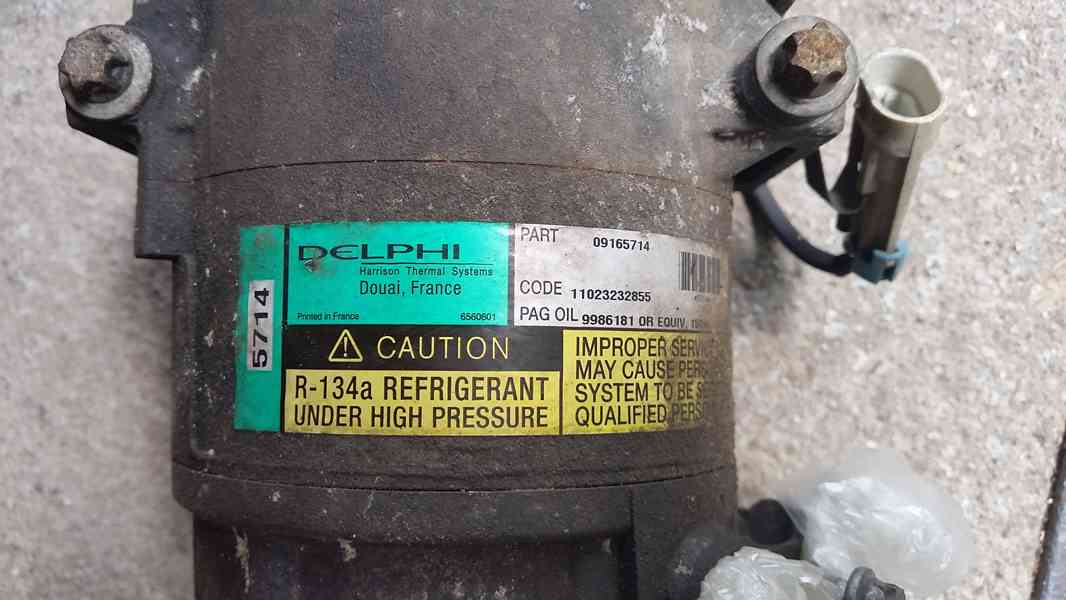 5714
DELPHI
Harrison Thermal Systems
Douai, France
Printed in France 6560601
PART 09165714
CODE 11023232855
PAG OIL 9986181 OR EQUIV.
CAUTION
R-134a REFRIGERANT
UNDER HIGH PRESSURE
IMPROPER
MAY CAUSE
SYSTEM TO BE
QUALIFIED